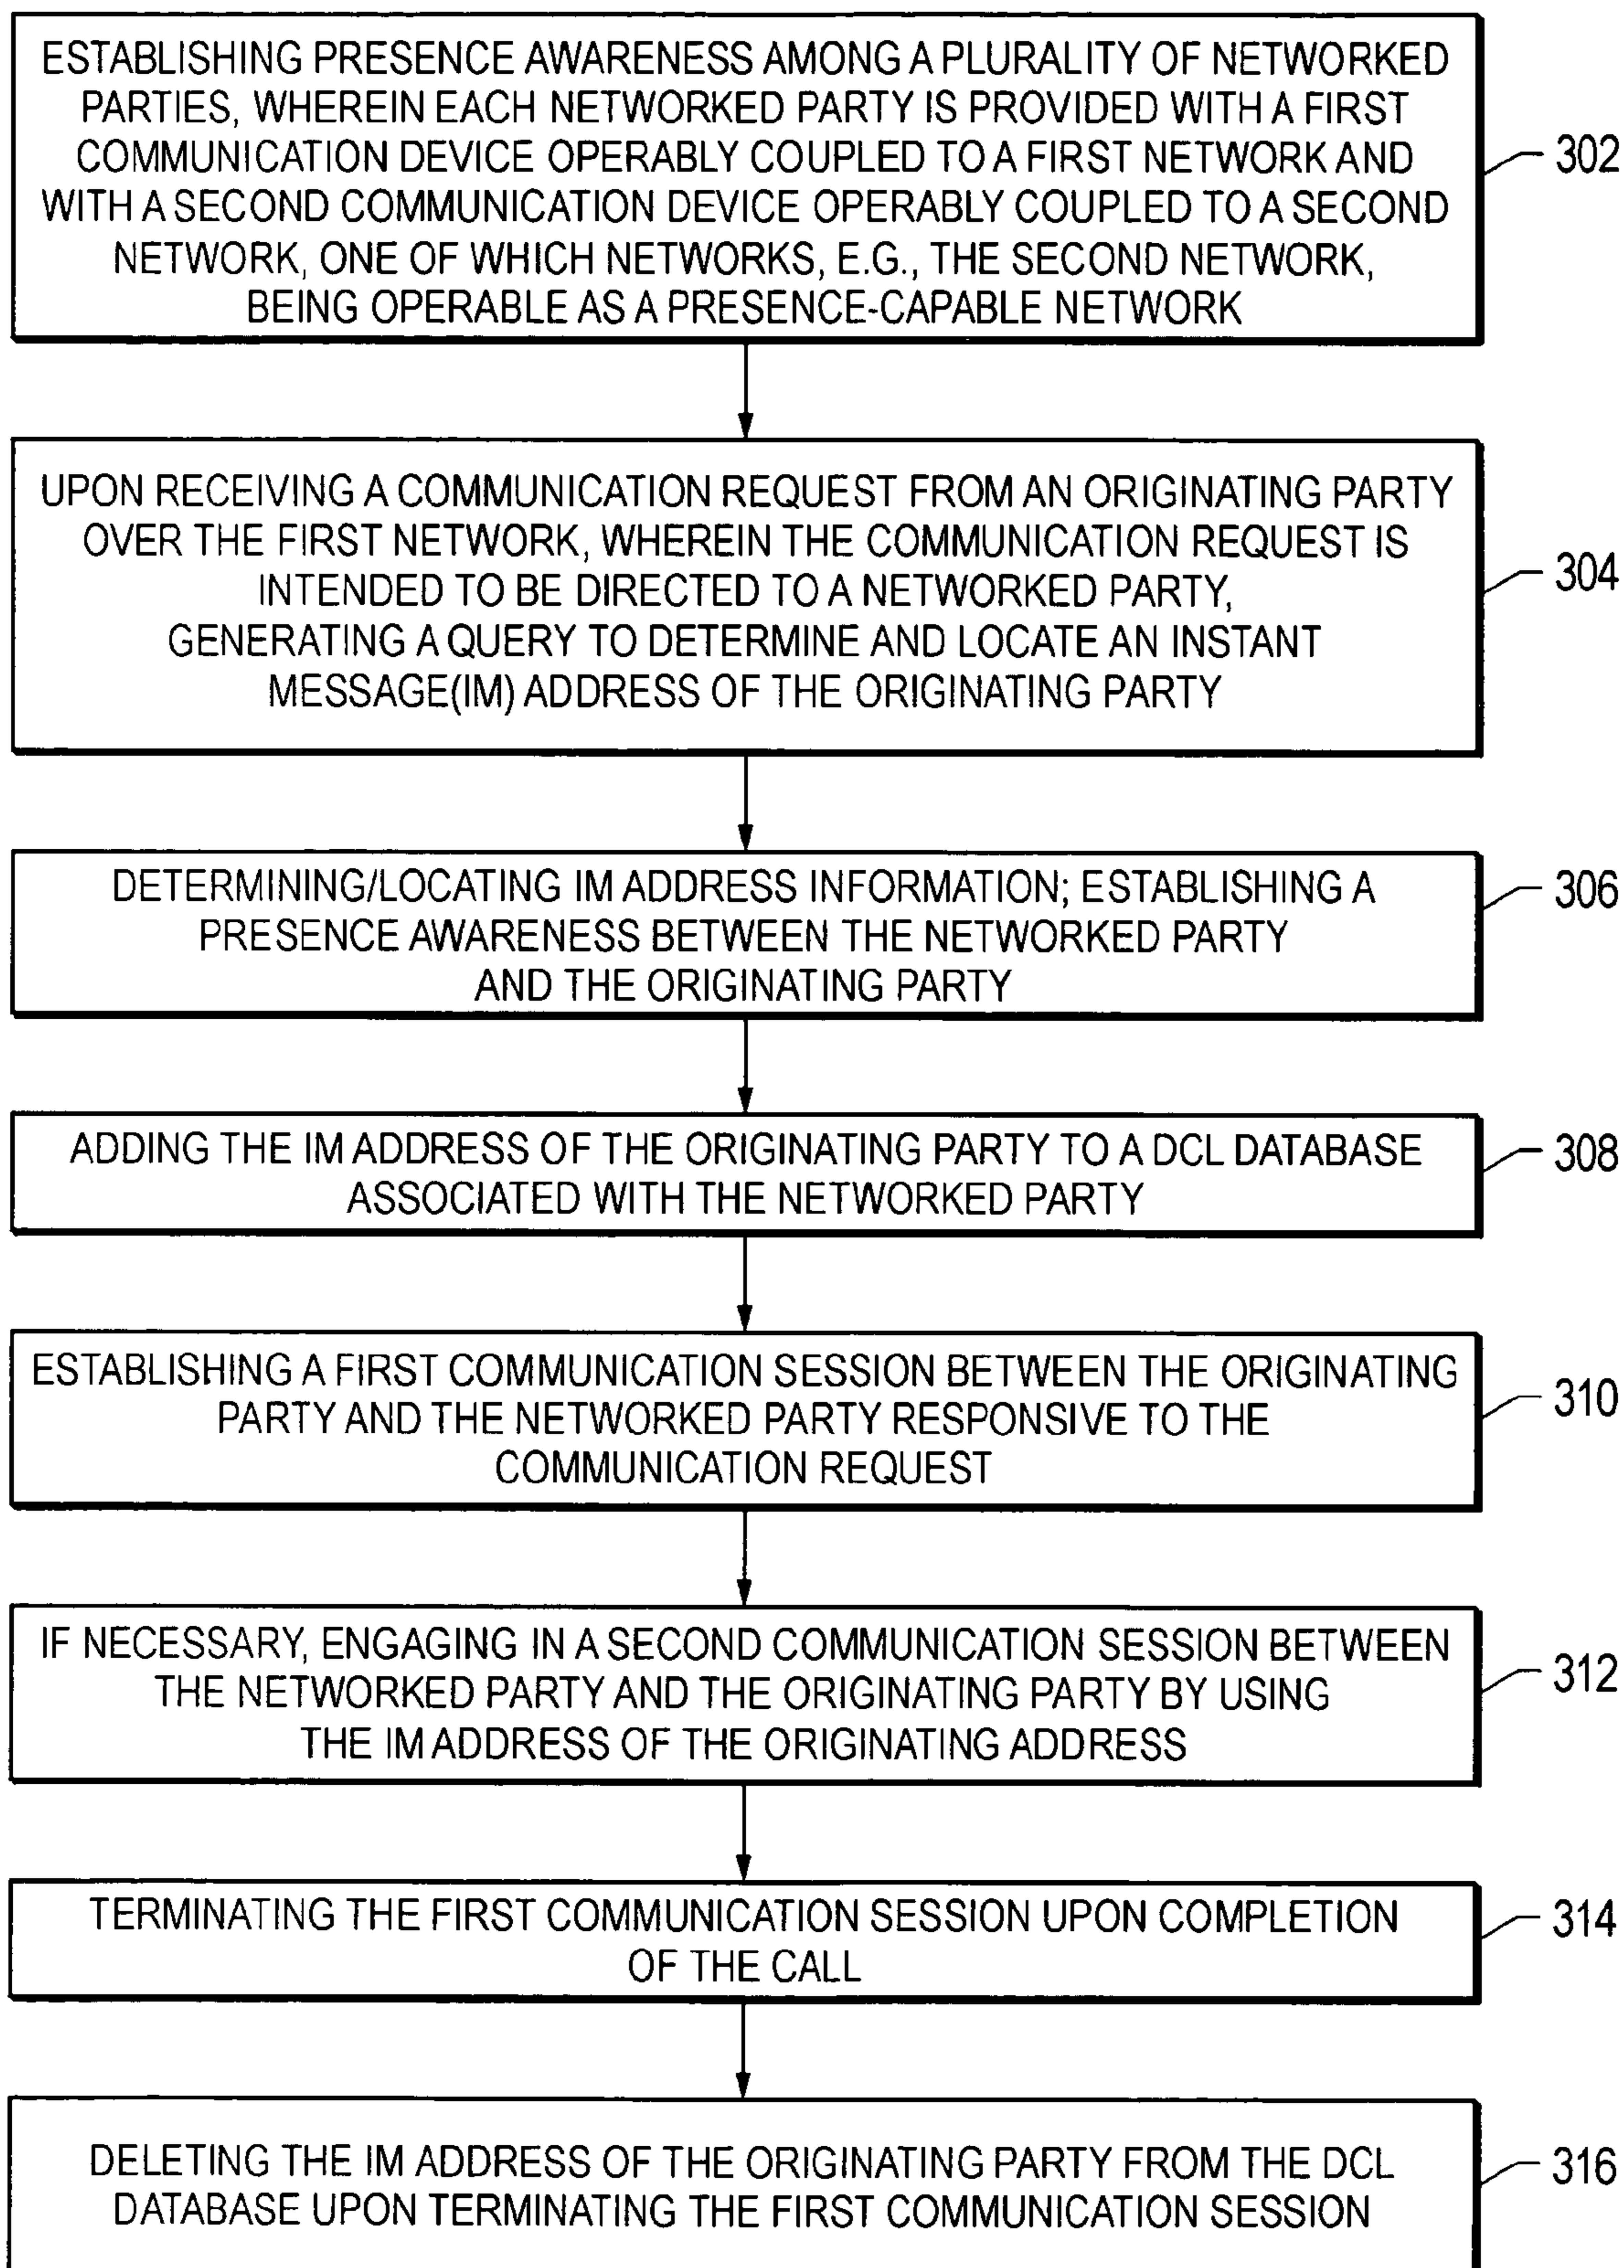 ESTABLISHING PRESENCE AWARENESS AMONG A PLURALITY OF NETWORKED
PARTIES, WHEREIN EACH NETWORKED PARTY IS PROVIDED WITH A FIRST
COMMUNICATION DEVICE OPERABLY COUPLED TO A FIRST NETWORK AND
WITH A SECOND COMMUNICATION DEVICE OPERABLY COUPLED TO A SECOND
NETWORK, ONE OF WHICH NETWORKS, E.G., THE SECOND NETWORK,
BEING OPERABLE AS A PRESENCE-CAPABLE NETWORK
302
UPON RECEIVING A COMMUNICATION REQUEST FROM AN ORIGINATING PARTY
OVER THE FIRST NETWORK, WHEREIN THE COMMUNICATION REQUEST IS
INTENDED TO BE DIRECTED TO A NETWORKED PARTY,
GENERATING A QUERY TO DETERMINE AND LOCATE AN INSTANT
MESSAGE(IM) ADDRESS OF THE ORIGINATING PARTY
304
DETERMINING/LOCATING IM ADDRESS INFORMATION; ESTABLISHING A
PRESENCE AWARENESS BETWEEN THE NETWORKED PARTY
AND THE ORIGINATING PARTY
306
ADDING THE IM ADDRESS OF THE ORIGINATING PARTY TO A DCL DATABASE
ASSOCIATED WITH THE NETWORKED PARTY
308
ESTABLISHING A FIRST COMMUNICATION SESSION BETWEEN THE ORIGINATING
PARTY AND THE NETWORKED PARTY RESPONSIVE TO THE
COMMUNICATION REQUEST
310
IF NECESSARY, ENGAGING IN A SECOND COMMUNICATION SESSION BETWEEN
THE NETWORKED PARTY AND THE ORIGINATING PARTY BY USING
THE IM ADDRESS OF THE ORIGINATING ADDRESS
312
TERMINATING THE FIRST COMMUNICATION SESSION UPON COMPLETION
OF THE CALL
314
DELETING THE IM ADDRESS OF THE ORIGINATING PARTY FROM THE DCL
DATABASE UPON TERMINATING THE FIRST COMMUNICATION SESSION
316